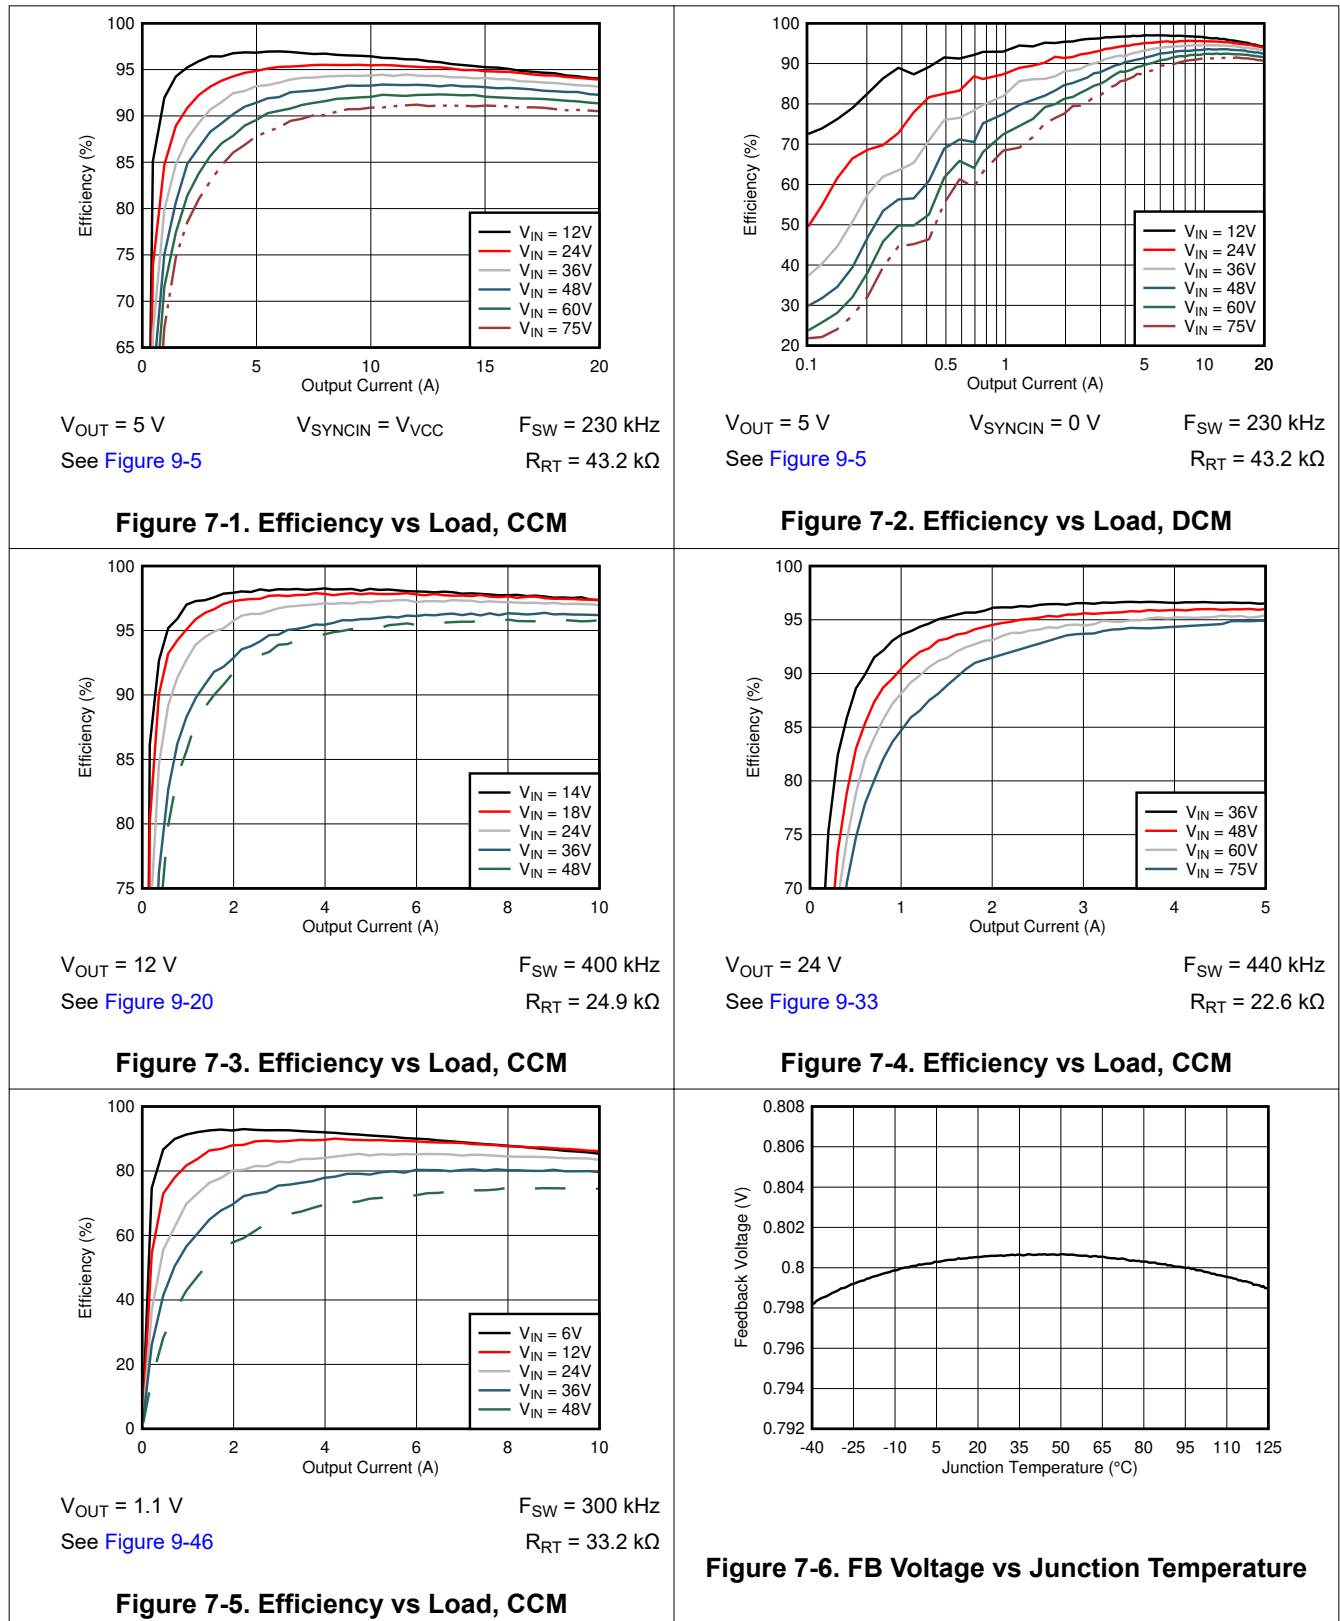 100
95
90
85
80
75
70
65
0 5 10 15 20
Efficiency (%)
Output Current (A)
VIN = 12V
VIN = 24V
VIN = 36V
VIN = 48V
VIN = 60V
VIN = 75V
VOUT = 5 V VSYNCIN = VVCC FSW = 230 kHz
See Figure 9-5 RRT = 43.2 kΩ
Figure 7-1. Efficiency vs Load, CCM
100
90
80
70
60
50
40
30
20
0.1 0.5 1 5 10 20
Efficiency (%)
Output Current (A)
VIN = 12V
VIN = 24V
VIN = 36V
VIN = 48V
VIN = 60V
VIN = 75V
VOUT = 5 V VSYNCIN = 0 V FSW = 230 kHz
See Figure 9-5 RRT = 43.2 kΩ
Figure 7-2. Efficiency vs Load, DCM
100
95
90
85
80
75
0 2 4 6 8 10
Efficiency (%)
Output Current (A)
VIN = 14V
VIN = 18V
VIN = 24V
VIN = 36V
VIN = 48V
VOUT = 12 V FSW = 400 kHz
See Figure 9-20 RRT = 24.9 kΩ
Figure 7-3. Efficiency vs Load, CCM
100
95
90
85
80
75
70
0 1 2 3 4 5
Efficiency (%)
Output Current (A)
VIN = 36V
VIN = 48V
VIN = 60V
VIN = 75V
VOUT = 24 V FSW = 440 kHz
See Figure 9-33 RRT = 22.6 kΩ
Figure 7-4. Efficiency vs Load, CCM
100
80
60
40
20
0
0 2 4 6 8 10
Efficiency (%)
Output Current (A)
VIN = 6V
VIN = 12V
VIN = 24V
VIN = 36V
VIN = 48V
VOUT = 1.1 V FSW = 300 kHz
See Figure 9-46 RRT = 33.2 kΩ
Figure 7-5. Efficiency vs Load, CCM
0.808
0.806
0.804
0.802
0.8
0.798
0.796
0.794
0.792
-40 -25 -10 5 20 35 50 65 80 95 110 125
Feedback Voltage (V)
Junction Temperature (°C)
Figure 7-6. FB Voltage vs Junction Temperature